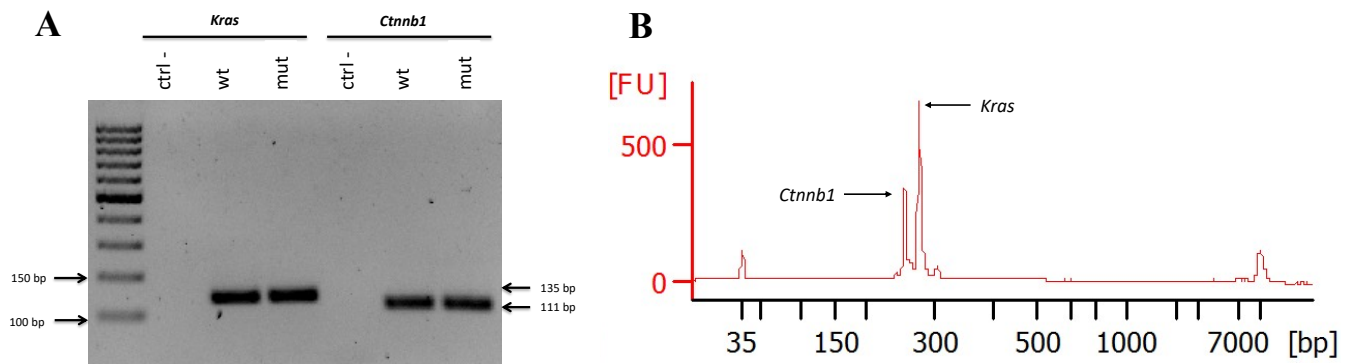 A
Kras
Ctnnb1
ctrl -
wt
mut
ctrl -
wt
mut
150 bp
100 bp
135 bp
111 bp
B
[FU]
500
0
Kras
Ctnnb1
35 150 300 500 1000 7000 [bp]